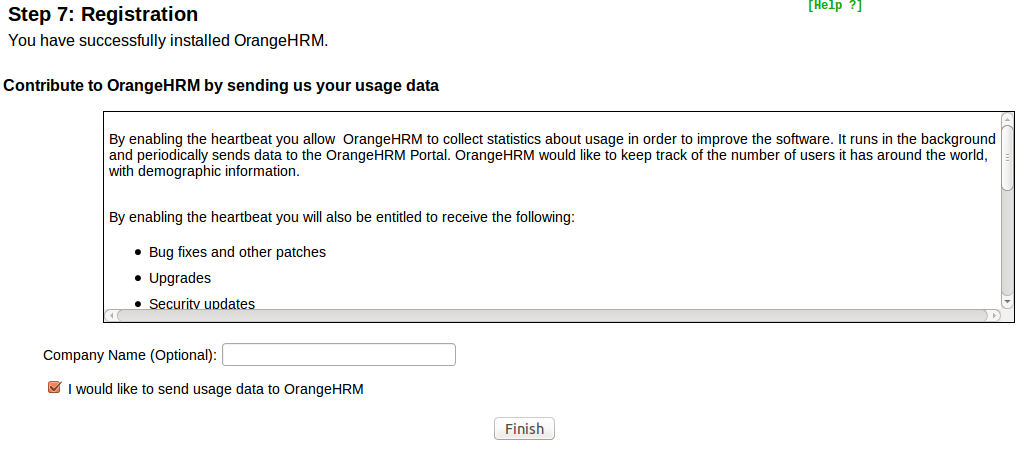 Step 7: Registration
[Help ?]
You have successfully installed OrangeHRM.
Contribute to OrangeHRM by sending us your usage data
By enabling the heartbeat you allow  OrangeHRM to collect statistics about usage in order to improve the software. It runs in the background
and periodically sends data to the OrangeHRM Portal. OrangeHRM would like to keep track of the number of users it has around the world,
with demographic information.
By enabling the heartbeat you will also be entitled to receive the following:
Bug fixes and other patches
Upgrades
Security updates
Company Name (Optional):
I would like to send usage data to OrangeHRM
Finish